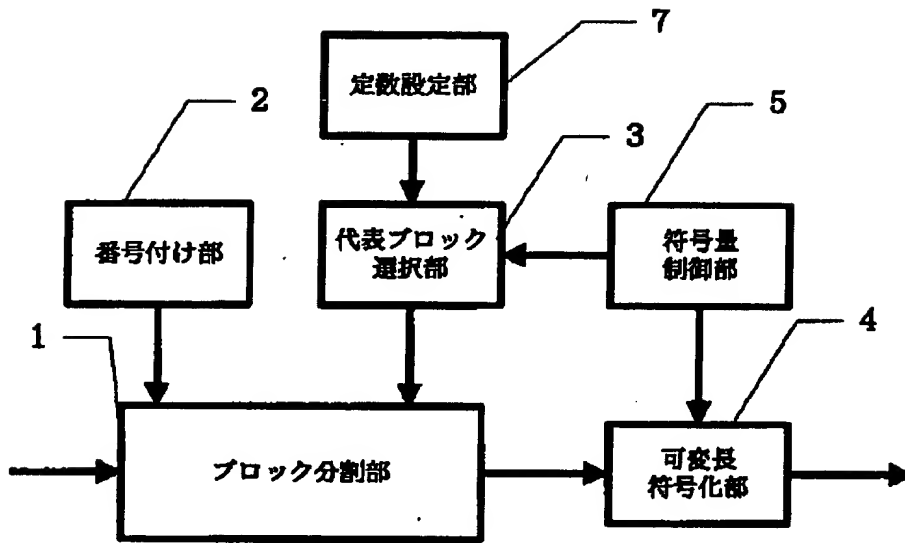 7
定数設定部
2
5
3
番号付け部
代表ブロック
選択部
符号量
制御部
1
4
ブロック分割部
可変長
符号化部